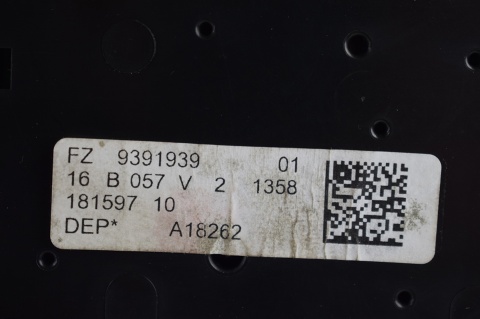 FZ 9391939 01
16 B 057 V 2 1358
181597 10
DEP* A18262